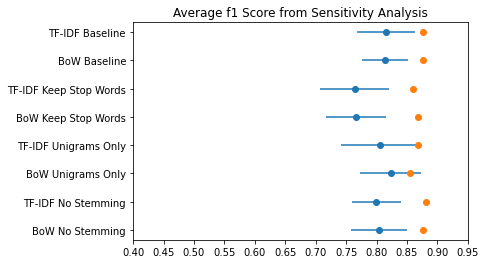 Average f1 Score from Sensitivity Analysis
TF-IDF Baseline
BoW Baseline
TF-IDF Keep Stop Words
BoW Keep Stop Words
TF-IDF Unigrams Only
BoW Unigrams Only
TF-IDF No Stemming
BoW No Stemming
0.40 0.45 0.50 0.55 0.60 0.65 0.70 0.75 0.80 0.85 0.90 0.95